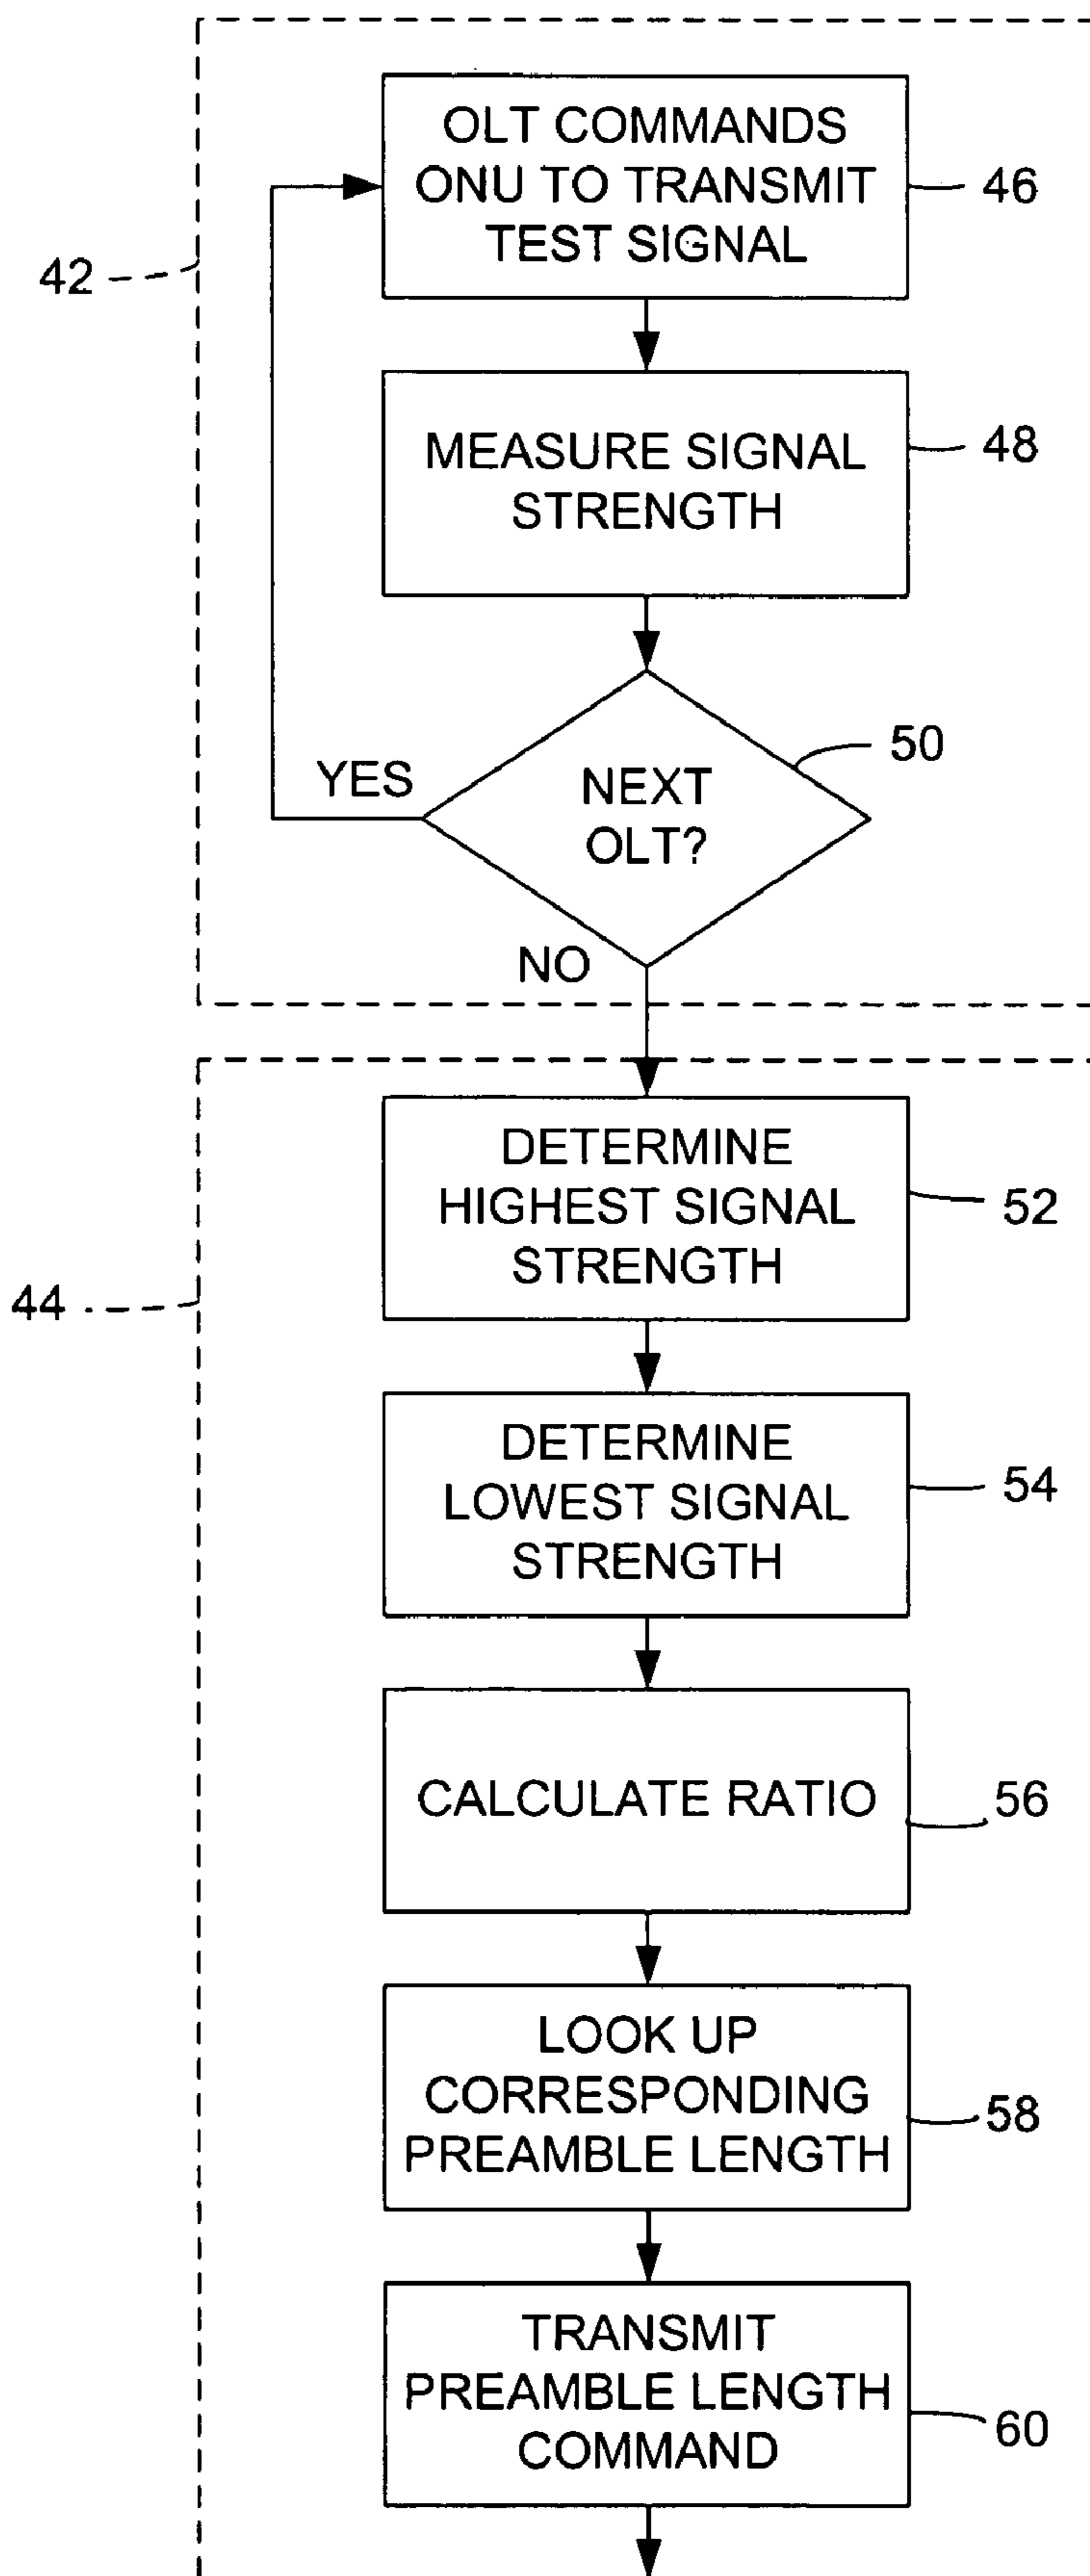 OLT COMMANDS
ONU TO TRANSMIT
TEST SIGNAL
46
42
MEASURE SIGNAL
STRENGTH
48
50
YES
NEXT
OLT?
NO
DETERMINE
HIGHEST SIGNAL
STRENGTH
52
44
DETERMINE
LOWEST SIGNAL
STRENGTH
54
CALCULATE RATIO
56
LOOK UP
CORRESPONDING
PREAMBLE LENGTH
58
TRANSMIT
PREAMBLE LENGTH
COMMAND
60